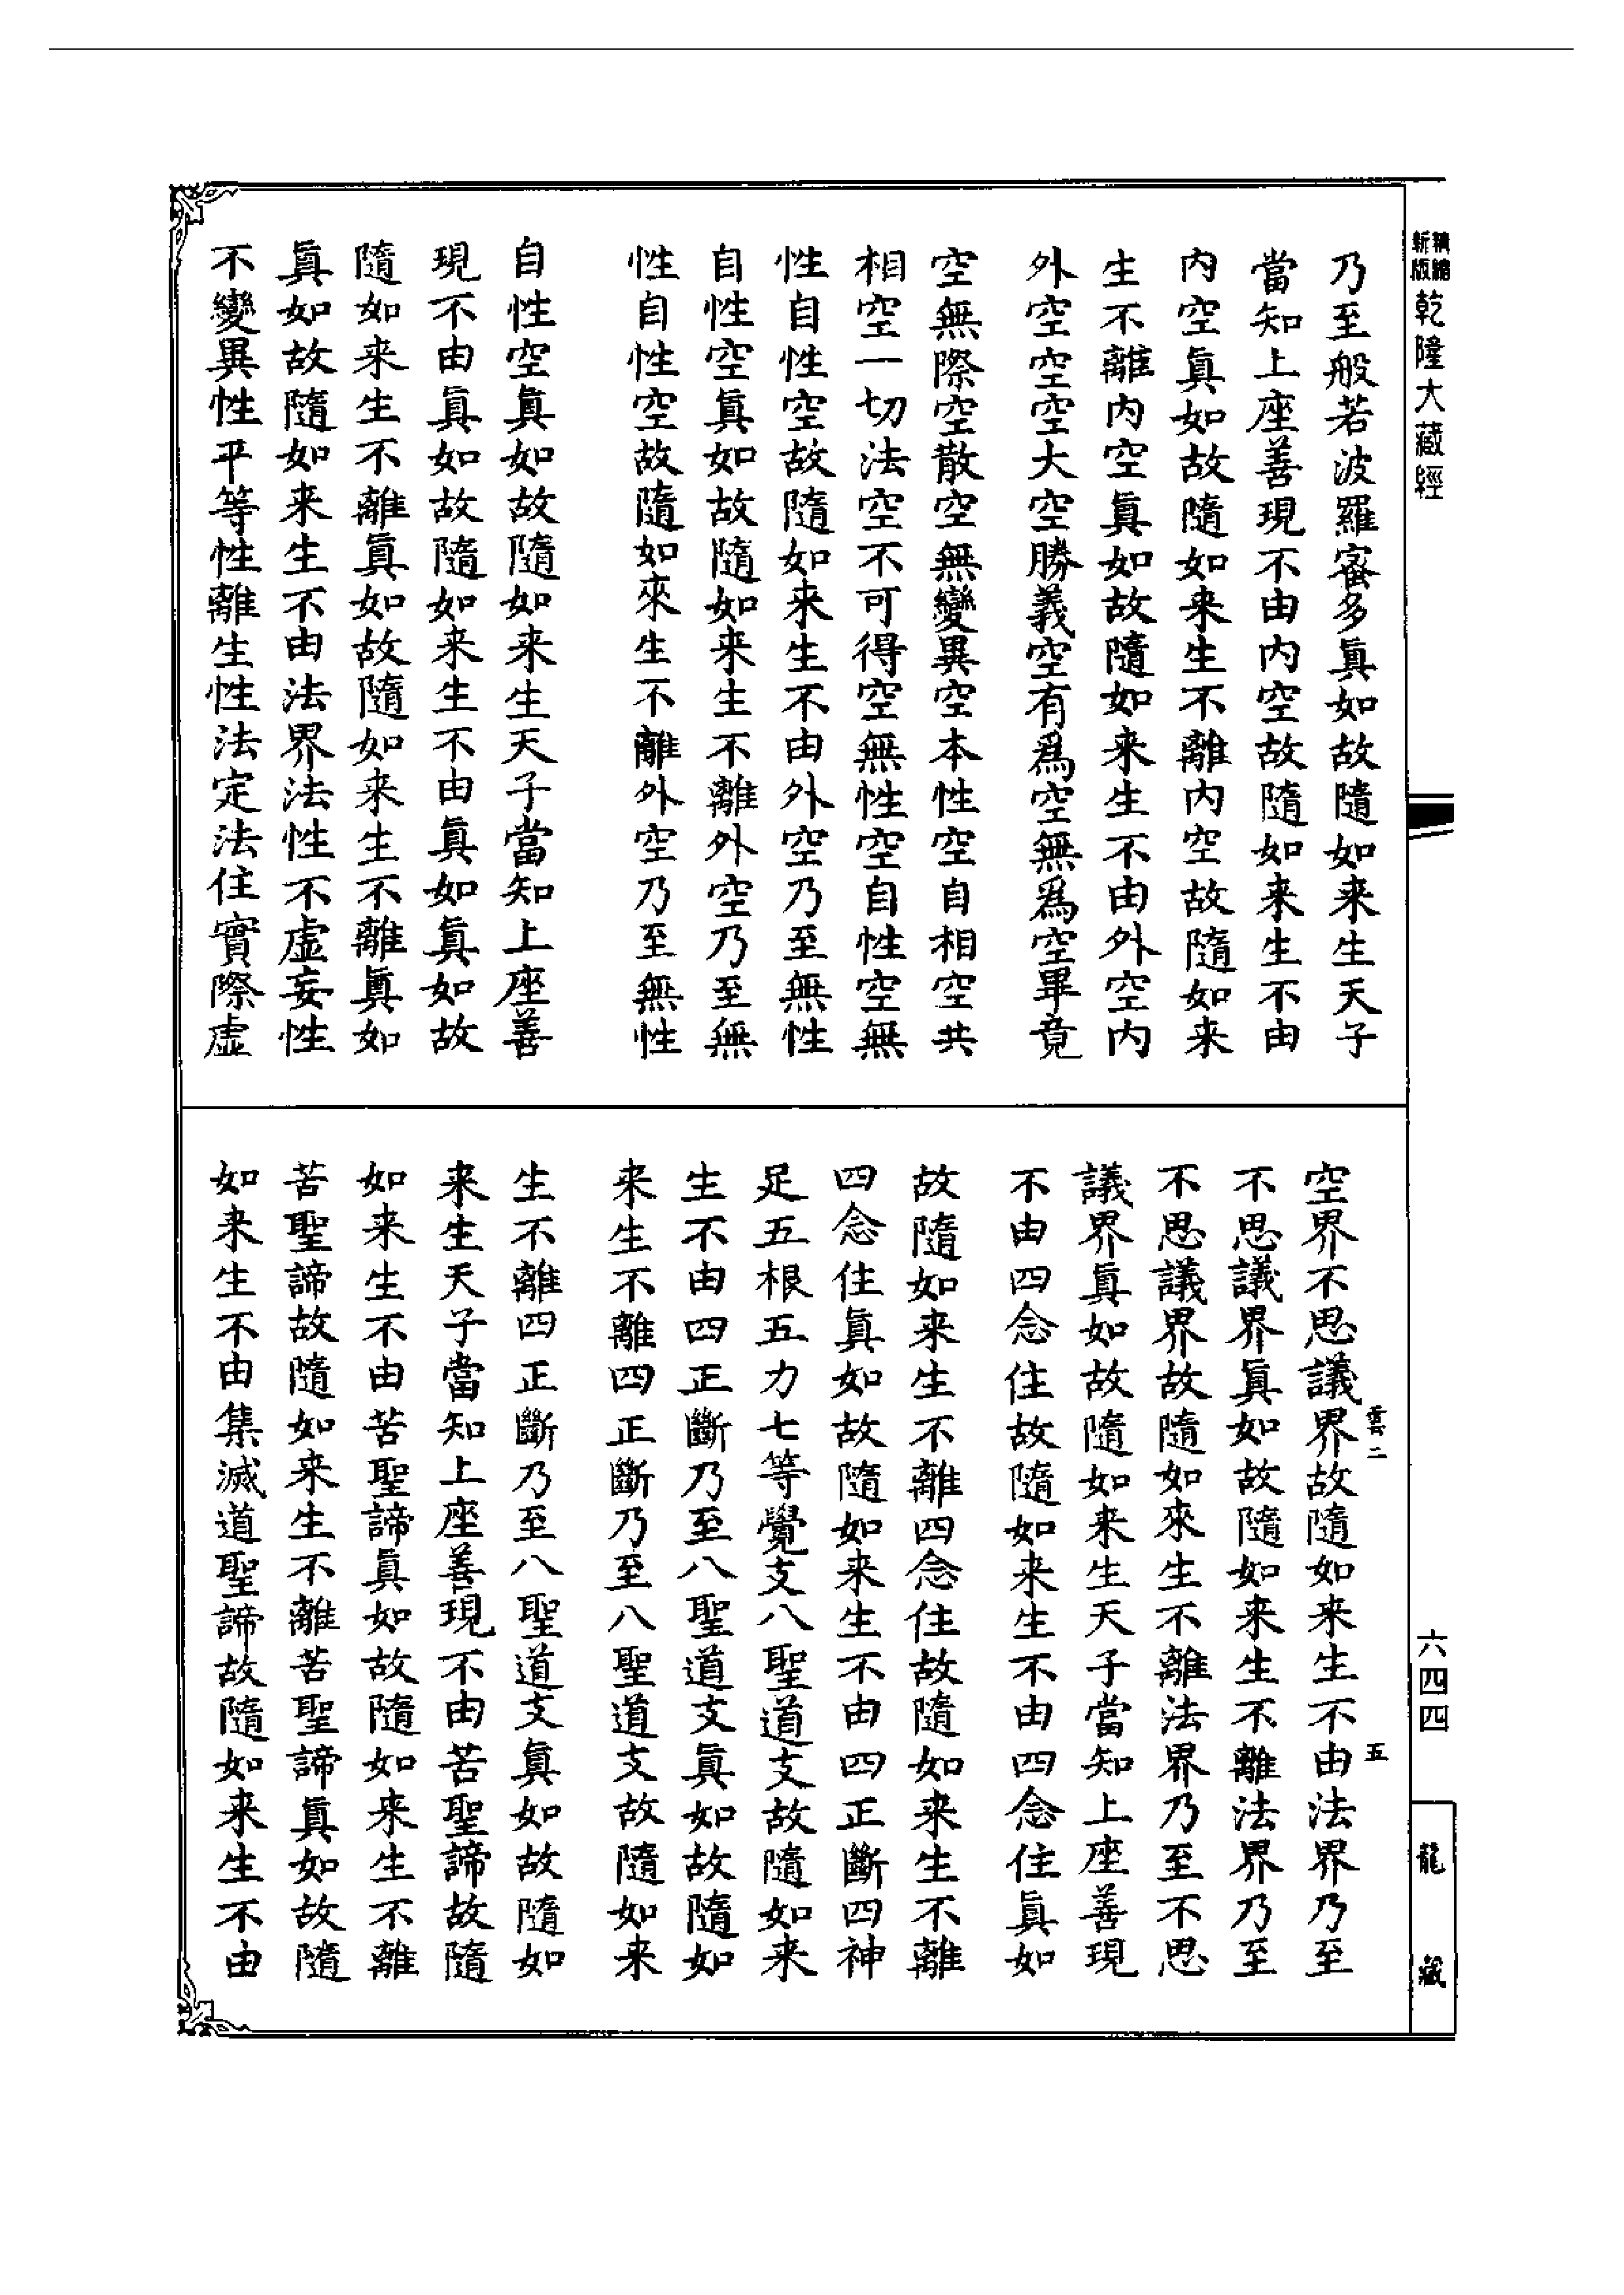 精繪
新版
乾隆大藏經
乃至般若波羅蜜多真如故隨如来生天子
當知上座善現不由内空故隨如来生不由
内空真如故隨如来生不離内空故隨如来
生不離内空真如故隨如来生不由外空内
外空空空大空勝義空有為空無為空畢竟
空無際空散空無變異空本性空自相空共
相空一切法空不可得空無性空自性空無
性自性空故隨如来生不由外空乃至無性
自性空真如故隨如来生不離外空乃至無
性自性空故隨如來生不離外空乃至無性
自性空真如故隨如来生天子當知上座善
現不由真如故隨如来生不由真如真如故
隨如来生不離真如故隨如来生不離真如
真如故隨如来生不由法界法性不虛妄性
不變異性平等性離生性法定法住實際虛
空界不思議界故隨如来生不由法界乃至
不思議界真如故隨如来生不離法界乃至
不思議界故隨如來生不離法界乃至不思
議界真如故隨如来生天子當知上座善現
不由四念住故隨如来生不由四念住真如
故隨如来生不離四念住故隨如来生不離
四念住真如故隨如来生不由四正斷四神
足五根五力七等覺支八聖道支故隨如来
生不由四正斷乃至八聖道支真如故隨如
来生不離四正斷乃至八聖道支故隨如来
生不離四正斷乃至八聖道支真如故隨如
来生天子當知上座善現不由苦聖諦故隨
如来生不由苦聖諦真如故隨如来生不離
苦聖諦故隨如来生不離苦聖諦真如故隨
如来生不由集滅道聖諦故隨如来生不由
雲二
五
六四四
龍藏